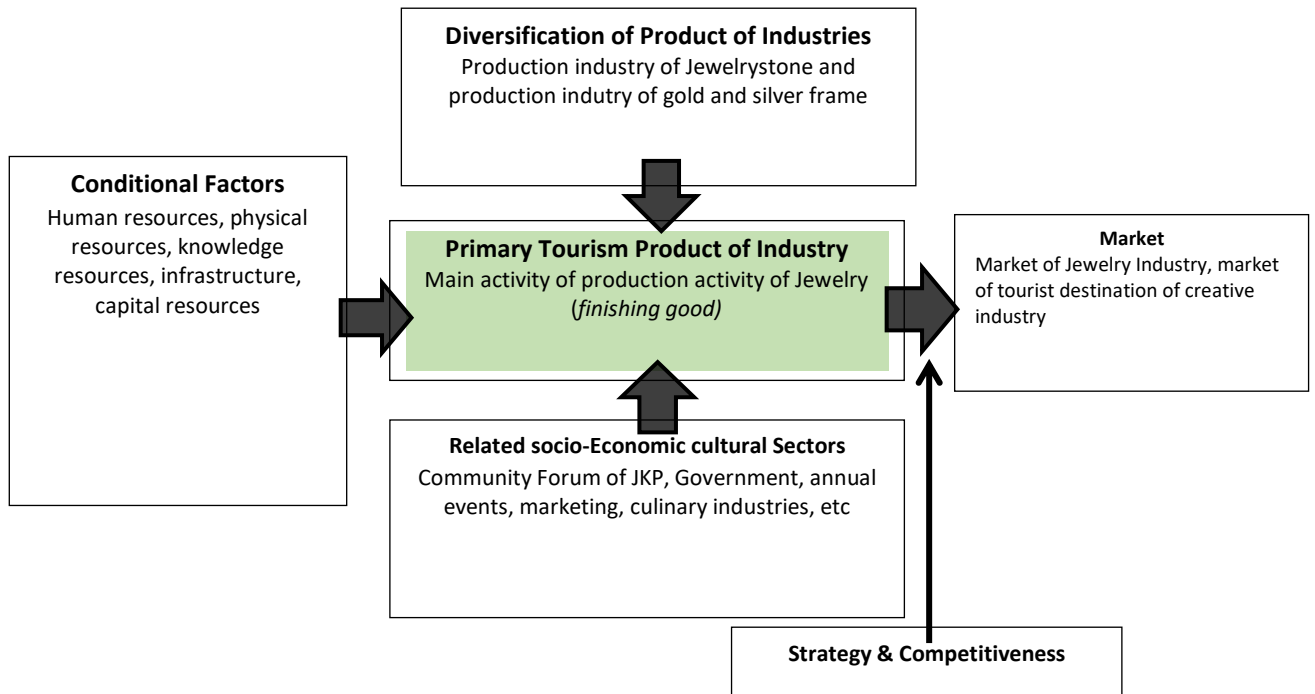 Diversification of Product of Industries
Production industry of Jewelrystone and
production indutry of gold and silver frame
Conditional Factors
Human resources, physical
resources, knowledge
resources, infrastructure,
capital resources
Primary Tourism Product of Industry
Main activity of production activity of Jewelry
(finishing good)
Market
Market of Jewelry Industry, market
of tourist destination of creative
industry
Related socio-Economic cultural Sectors
Community Forum of JKP, Government, annual
events, marketing, culinary industries, etc
Strategy & Competitiveness